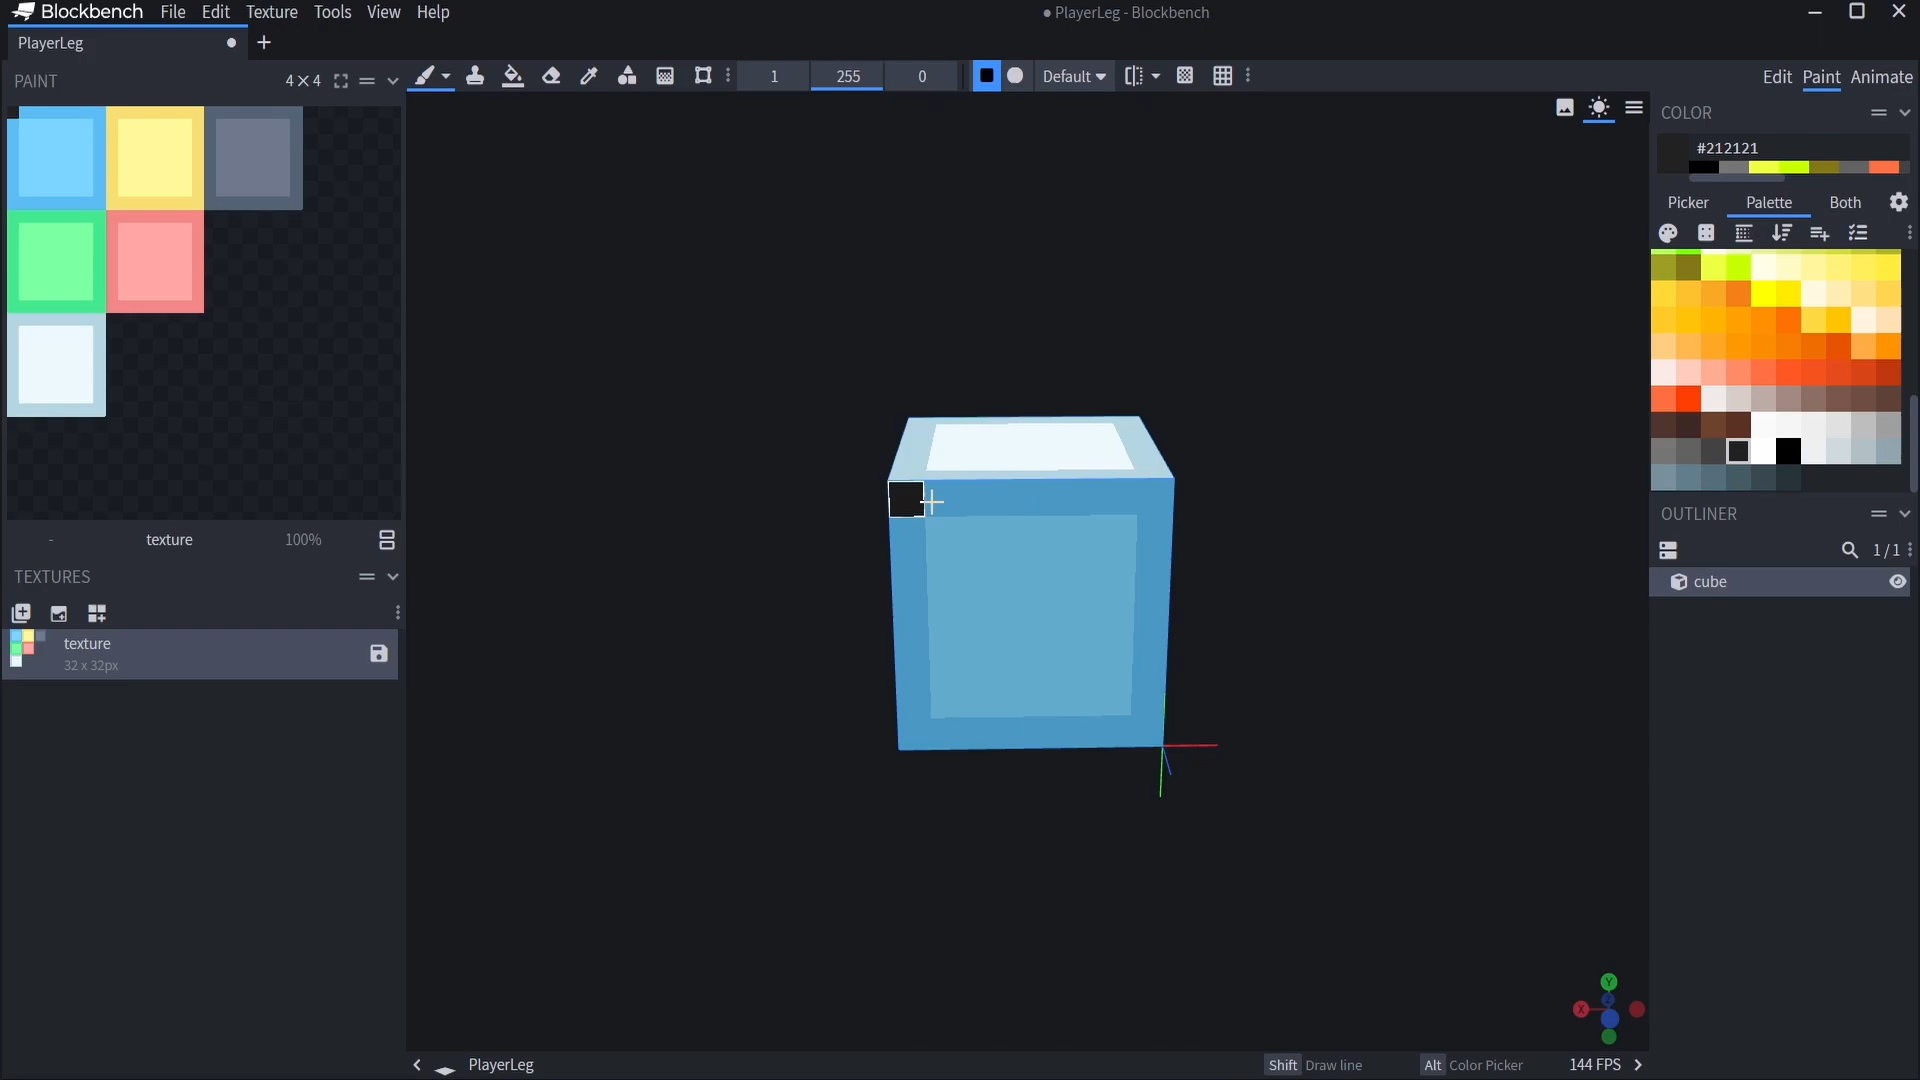 Blockbench File Edit Texture Tools View Help
● PlayerLeg - Blockbench
PlayerLeg
PAINT 4×4
1 255 0
Default
Edit Paint Animate
COLOR
#212121
Picker Palette Both
- texture 100%
TEXTURES
texture
32 x 32px
OUTLINER
1 / 1
cube
Y
Z
X
PlayerLeg
Shift Draw line
Alt Color Picker
144 FPS